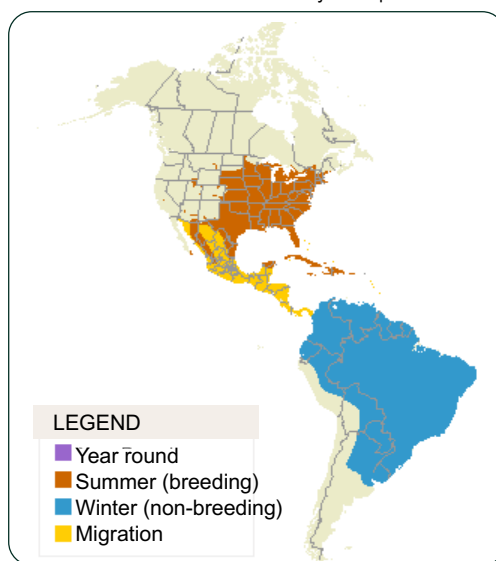 LEGEND
Year round
Summer (breeding)
Winter (non-breeding)
Migration